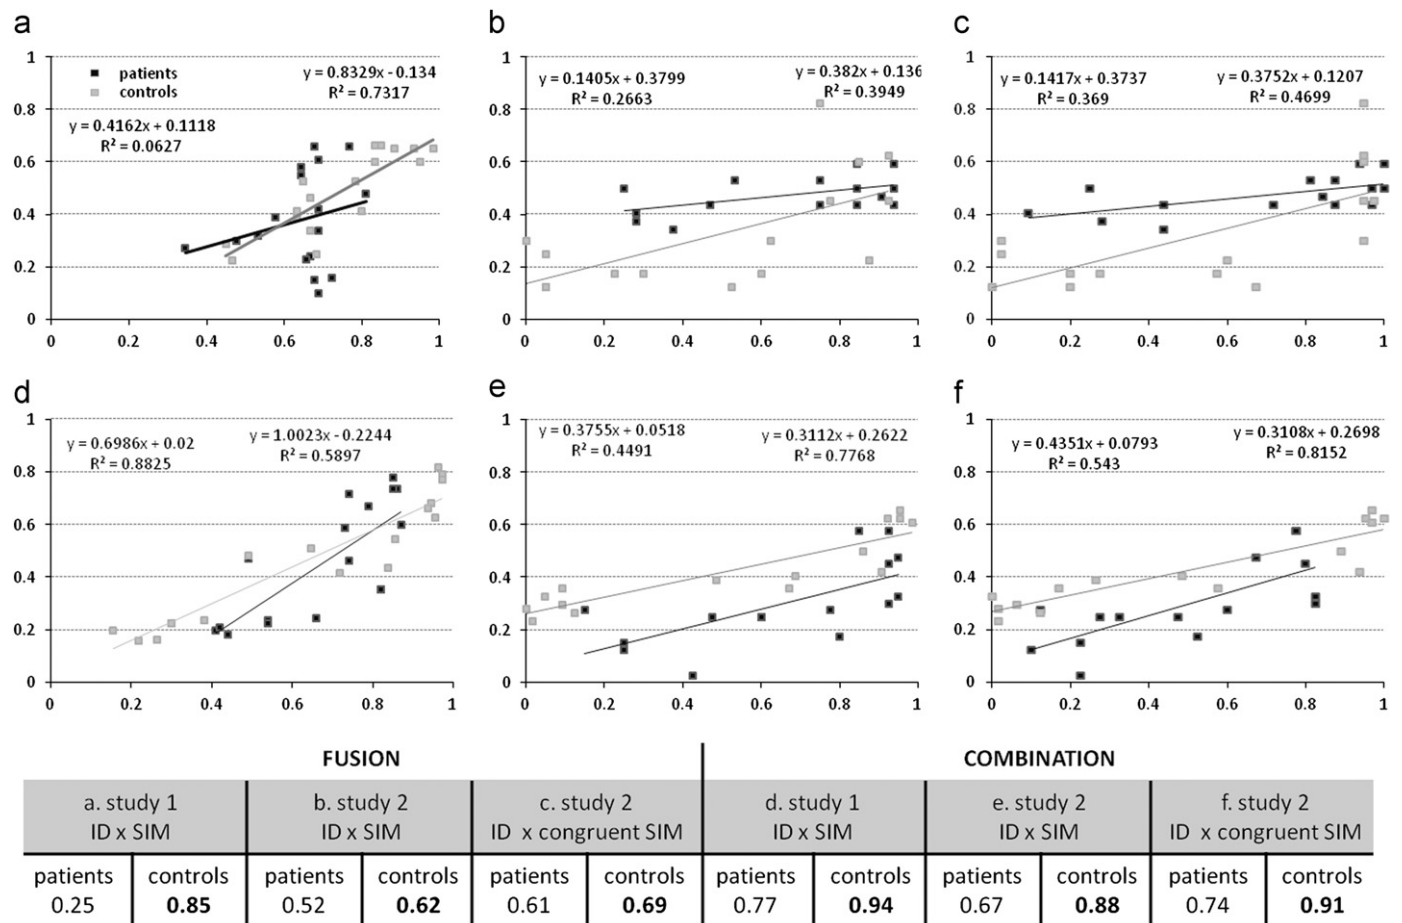 a
1
0.8
0.6
0.4
0.2
0
0 0.2 0.4 0.6 0.8 1
patients
controls
y = 0.8329x - 0.134
R² = 0.7317
y = 0.4162x + 0.1118
R² = 0.0627
b
1
0.8
0.6
0.4
0.2
0
0 0.2 0.4 0.6 0.8 1
y = 0.1405x + 0.3799
R² = 0.2663
y = 0.382x + 0.136
R² = 0.3949
c
1
0.8
0.6
0.4
0.2
0
0 0.2 0.4 0.6 0.8 1
y = 0.1417x + 0.3737
R² = 0.369
y = 0.3752x + 0.1207
R² = 0.4699
d
1
0.8
0.6
0.4
0.2
0
0 0.2 0.4 0.6 0.8 1
y = 0.6986x + 0.02
R² = 0.8825
y = 1.0023x - 0.2244
R² = 0.5897
e
1
0.8
0.6
0.4
0.2
0
0 0.2 0.4 0.6 0.8 1
y = 0.3755x + 0.0518
R² = 0.4491
y = 0.3112x + 0.2622
R² = 0.7768
f
1
0.8
0.6
0.4
0.2
0
0 0.2 0.4 0.6 0.8 1
y = 0.4351x + 0.0793
R² = 0.543
y = 0.3108x + 0.2698
R² = 0.8152
FUSION COMBINATION
a. study 1 b. study 2 c. study 2 d. study 1 e. study 2 f. study 2
ID x SIM ID x SIM ID x congruent SIM ID x SIM ID x SIM ID x congruent SIM
patients controls patients controls patients controls patients controls patients controls patients controls
0.25 0.85 0.52 0.62 0.61 0.69 0.77 0.94 0.67 0.88 0.74 0.91